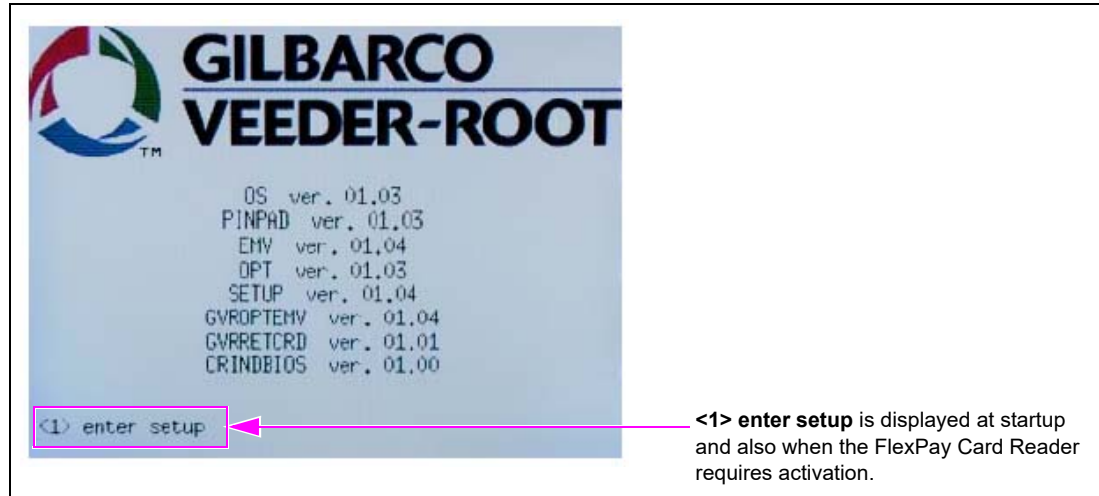 GILBARCO
VEEDER-ROOT
TM
OS ver. 01.03
PINPAD ver. 01.03
EMV ver. 01.04
OPT ver. 01.03
SETUP ver. 01.04
GVROPTEMV ver. 01.04
GVRRETCRD ver. 01.01
CRINDBIOS ver. 01.00
<1> enter setup
<1> enter setup is displayed at startup
and also when the FlexPay Card Reader
requires activation.